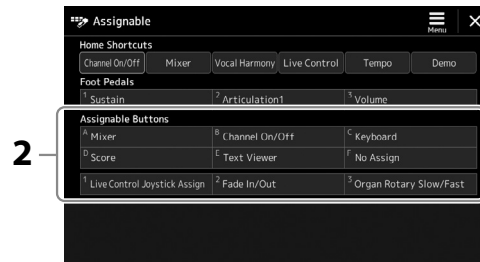 Assignable
Menu
Home Shortcuts
Channel On/Off Mixer Vocal Harmony Live Control Tempo Demo
Foot Pedals
1 Sustain 2 Articulation1 3 Volume
2
Assignable Buttons
A Mixer B Channel On/Off C Keyboard
D Score E Text Viewer F No Assign
1 Live Control Joystick Assign 2 Fade In/Out 3 Organ Rotary Slow/Fast